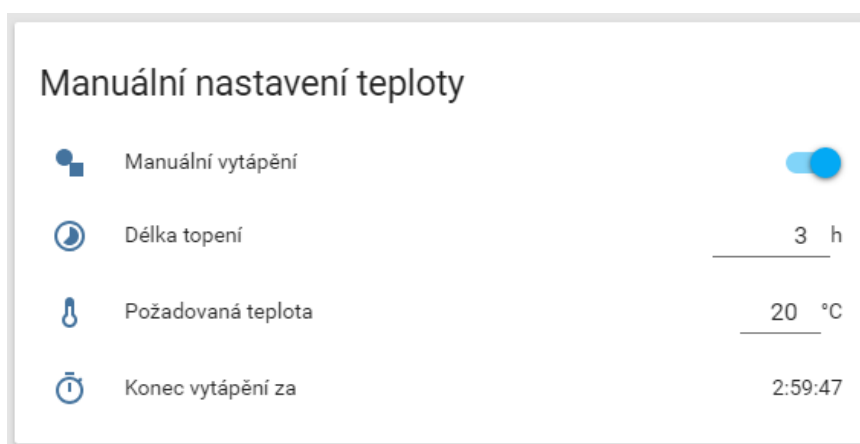 Manuální nastavení teploty
Manuální vytápění
Délka topení 3 h
Požadovaná teplota 20 °C
Konec vytápění za 2:59:47